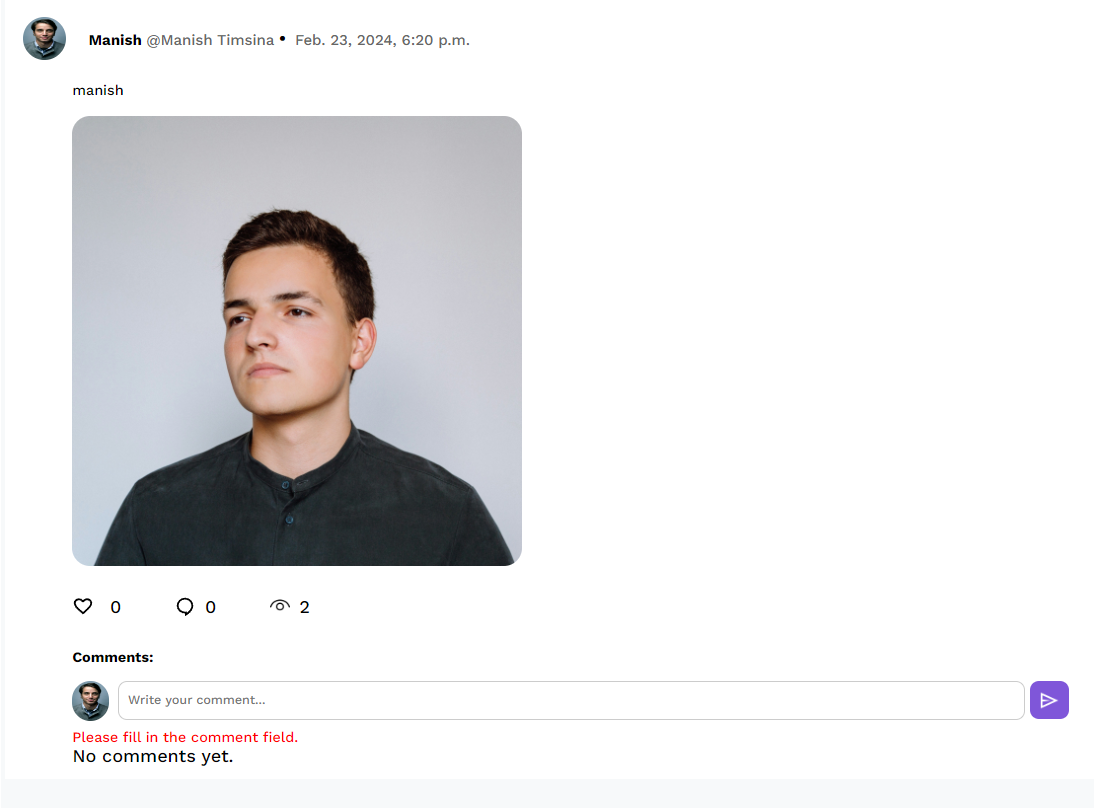 Manish @Manish Timsina • Feb. 23, 2024, 6:20 p.m.
manish
0 0 2
Comments:
Write your comment...
Please fill in the comment field.
No comments yet.